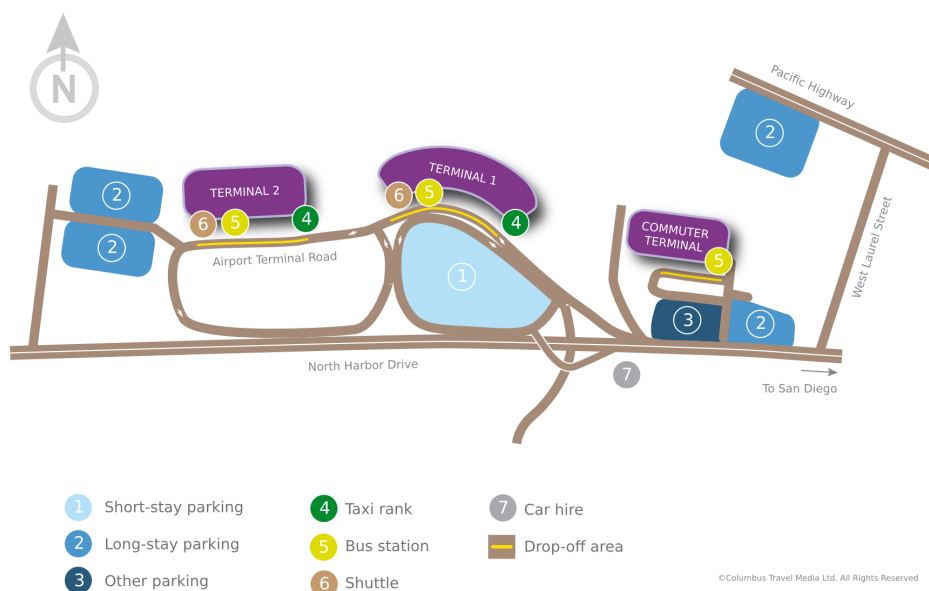 N
Pacific Highway
2
TERMINAL 1
2
TERMINAL 2
6
5
4
6
5
4
2
COMMUTER
TERMINAL
5
West Laurel Street
Airport Terminal Road
1
3
2
North Harbor Drive
7
To San Diego
1 Short-stay parking
2 Long-stay parking
3 Other parking
4 Taxi rank
5 Bus station
6 Shuttle
7 Car hire
Drop-off area
©Columbus Travel Media Ltd. All Rights Reserved